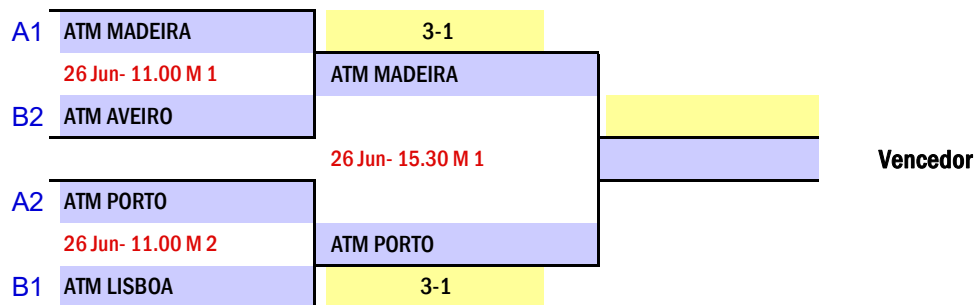 A1 ATM MADEIRA 3-1
26 Jun- 11.00 M 1 ATM MADEIRA
B2 ATM AVEIRO
26 Jun- 15.30 M 1 Vencedor
A2 ATM PORTO
26 Jun- 11.00 M 2 ATM PORTO
B1 ATM LISBOA 3-1